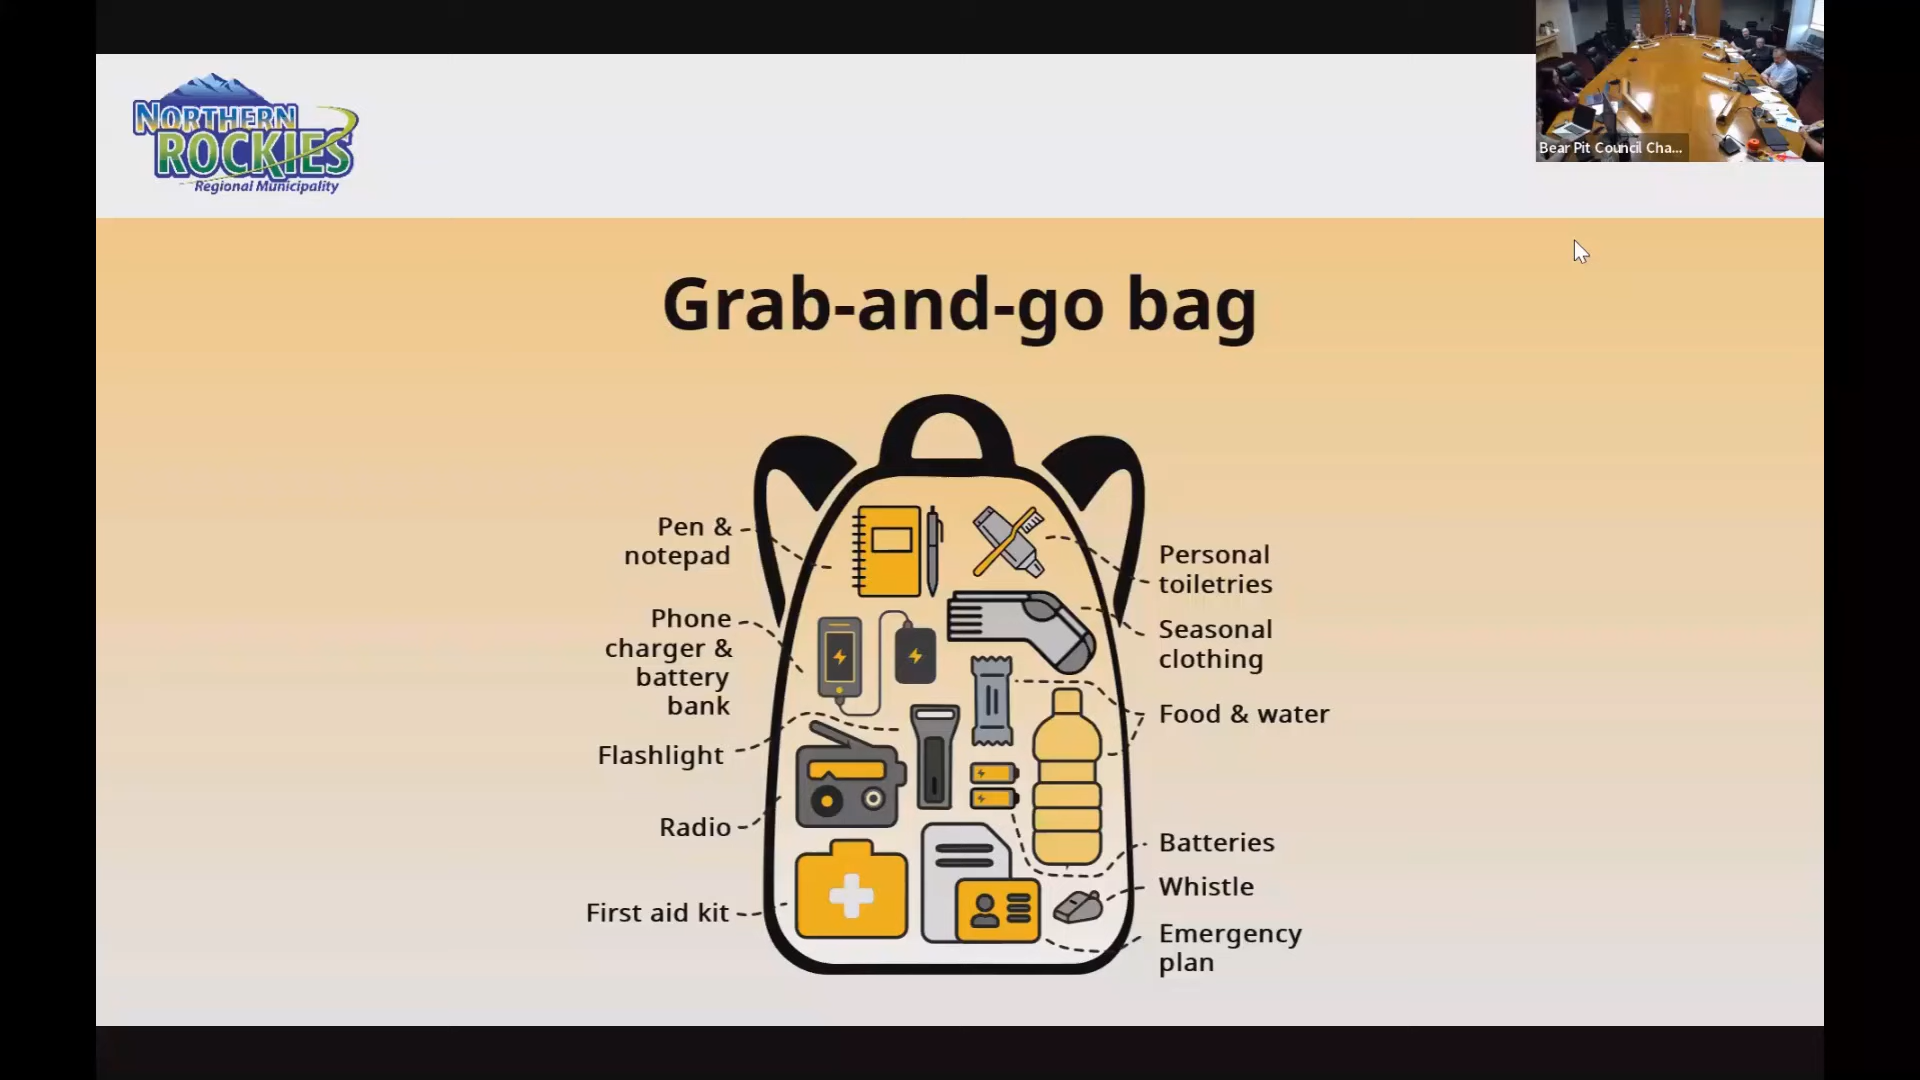 NORTHERN
ROCKIES
Regional Municipality
Bear Pit Council Cha...
Grab-and-go bag
Pen &
notepad
Phone
charger &
battery
bank
Flashlight
Radio
First aid kit
Personal
toiletries
Seasonal
clothing
Food & water
Batteries
Whistle
Emergency
plan